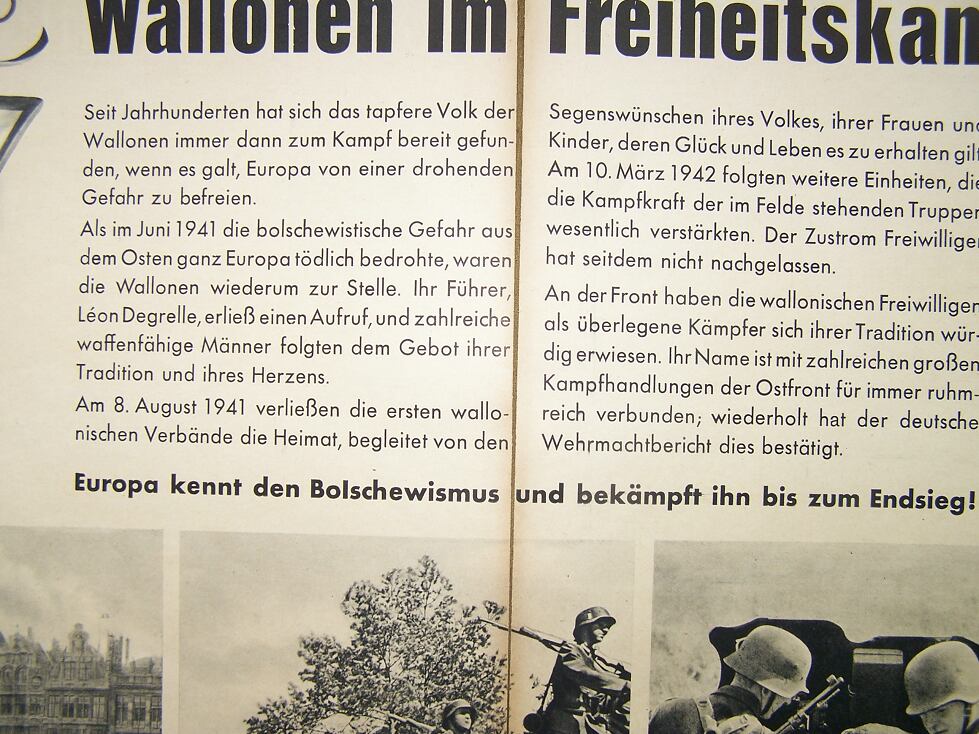 Wallonen im Freiheitskam
Seit Jahrhunderten hat sich das tapfere Volk der
Wallonen immer dann zum Kampf bereit gefun-
den, wenn es galt, Europa von einer drohenden
Gefahr zu befreien.
Als im Juni 1941 die bolschewistische Gefahr aus
dem Osten ganz Europa tödlich bedrohte, waren
die Wallonen wiederum zur Stelle. Ihr Führer,
Léon Degrelle, erließ einen Aufruf, und zahlreiche
waffenfähige Männer folgten dem Gebot ihrer
Tradition und ihres Herzens.
Am 8. August 1941 verließen die ersten wallo-
nischen Verbände die Heimat, begleitet von den
Segenswünschen ihres Volkes, ihrer Frauen und
Kinder, deren Glück und Leben es zu erhalten gilt
Am 10. März 1942 folgten weitere Einheiten, die
die Kampfkraft der im Felde stehenden Truppen
wesentlich verstärkten. Der Zustrom Freiwilliger
hat seitdem nicht nachgelassen.
An der Front haben die wallonischen Freiwilligen
als überlegene Kämpfer sich ihrer Tradition wür-
dig erwiesen. Ihr Name ist mit zahlreichen großen
Kampfhandlungen der Ostfront für immer ruhm-
reich verbunden; wiederholt hat der deutsche
Wehrmachtbericht dies bestätigt.
Europa kennt den Bolschewismus und bekämpft ihn bis zum Endsieg!